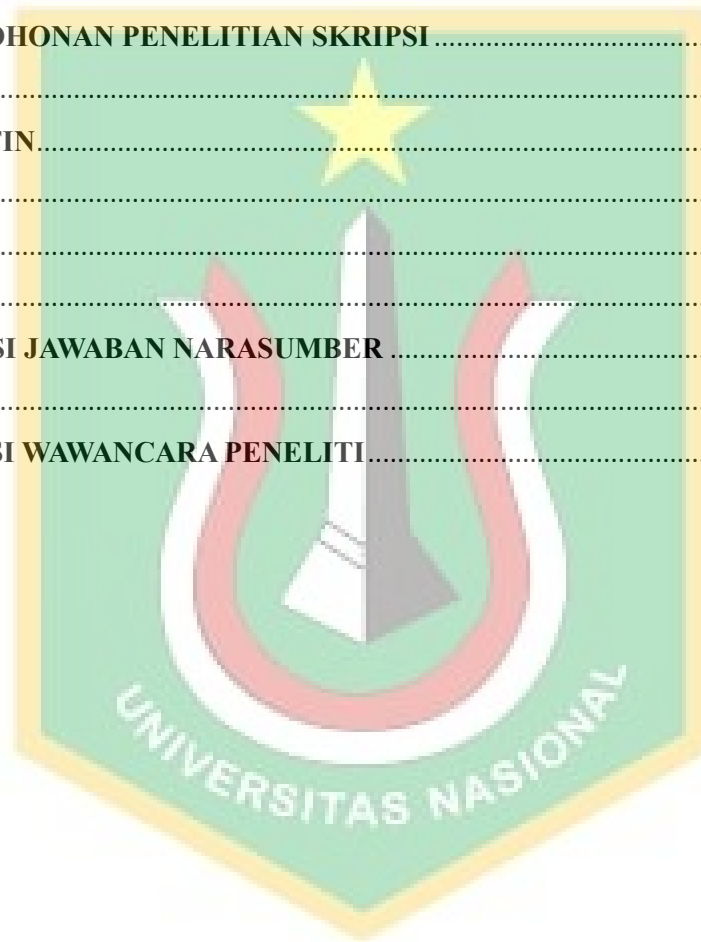 OHONAN PENELITIAN SKRIPSI ........................................
........................................................................................
TIN........................................................................................
........................................................................................
........................................................................................
........................................................................................
SI JAWABAN NARASUMBER ........................................
........................................................................................
SI WAWANCARA PENELITI........................................
UNIVERSITAS NASIONAL